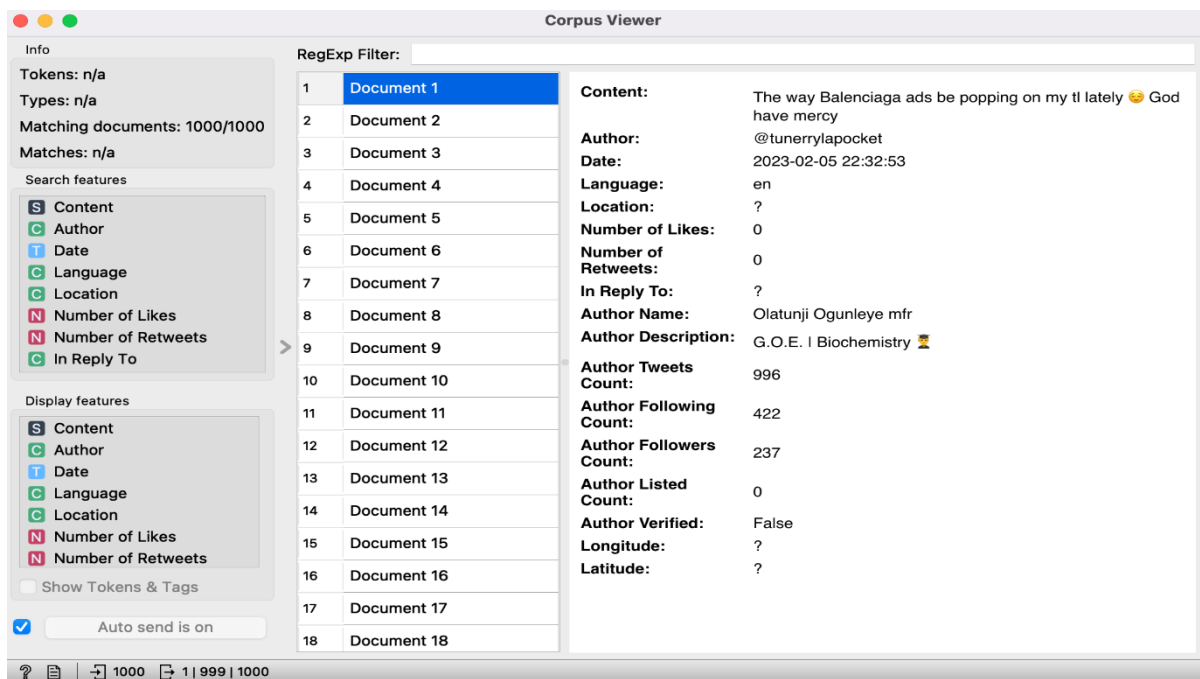 Corpus Viewer
Info
Tokens: n/a
Types: n/a
Matching documents: 1000/1000
Matches: n/a
Search features
S Content
C Author
T Date
C Language
C Location
N Number of Likes
N Number of Retweets
C In Reply To
Display features
S Content
C Author
T Date
C Language
C Location
N Number of Likes
N Number of Retweets
Show Tokens & Tags
Auto send is on
RegExp Filter:
1 Document 1
2 Document 2
3 Document 3
4 Document 4
5 Document 5
6 Document 6
7 Document 7
8 Document 8
9 Document 9
10 Document 10
11 Document 11
12 Document 12
13 Document 13
14 Document 14
15 Document 15
16 Document 16
17 Document 17
18 Document 18
Content: The way Balenciaga ads be popping on my tl lately ☺️ God
have mercy
Author: @tunerrylapocket
Date: 2023-02-05 22:32:53
Language: en
Location: ?
Number of Likes: 0
Number of
Retweets: 0
In Reply To: ?
Author Name: Olatunji Ogunleye mfr
Author Description: G.O.E. | Biochemistry 👨‍🎓
Author Tweets
Count: 996
Author Following
Count: 422
Author Followers
Count: 237
Author Listed
Count: 0
Author Verified: False
Longitude: ?
Latitude: ?
? 1000 1 | 999 | 1000